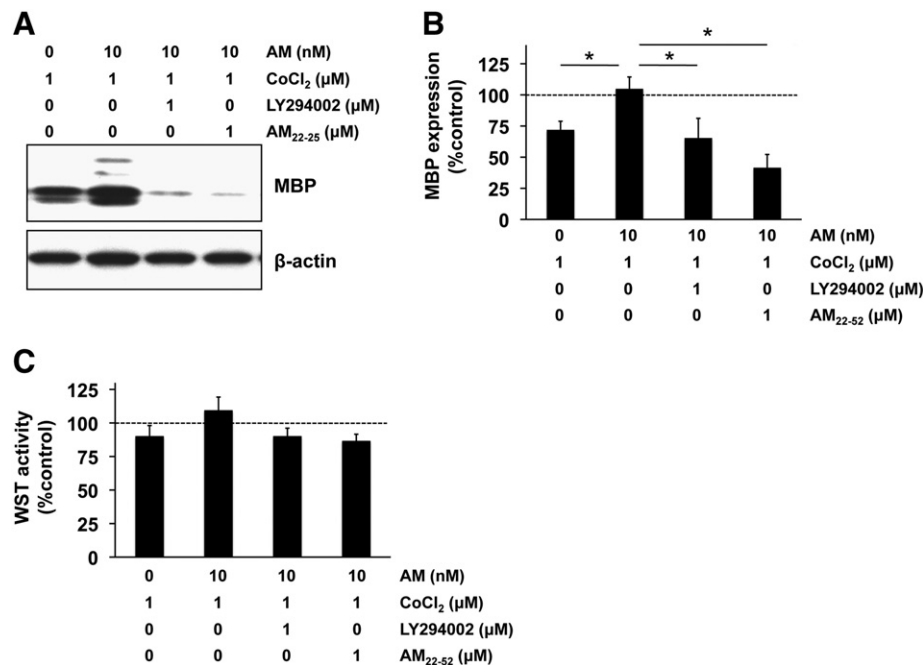 A
0 10 10 10 AM (nM)
1 1 1 1 CoCl₂ (µM)
0 0 1 0 LY294002 (µM)
0 0 0 1 AM₂₂₋₂₅ (µM)
MBP
β-actin
B
MBP expression
(%control)
125
100
75
50
25
0
* * *
0 10 10 10 AM (nM)
1 1 1 1 CoCl₂ (µM)
0 0 1 0 LY294002 (µM)
0 0 0 1 AM₂₂₋₅₂ (µM)
C
WST activity
(%control)
125
100
75
50
25
0
0 10 10 10 AM (nM)
1 1 1 1 CoCl₂ (µM)
0 0 1 0 LY294002 (µM)
0 0 0 1 AM₂₂₋₅₂ (µM)